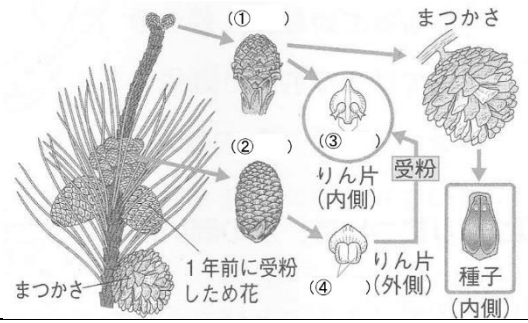 (① )
まつかさ
(② )
(③ )
りん片
(内側)
受粉
1年前に受粉
しため花
まつかさ
(④ )
りん片
(外側)
種子
(内側)